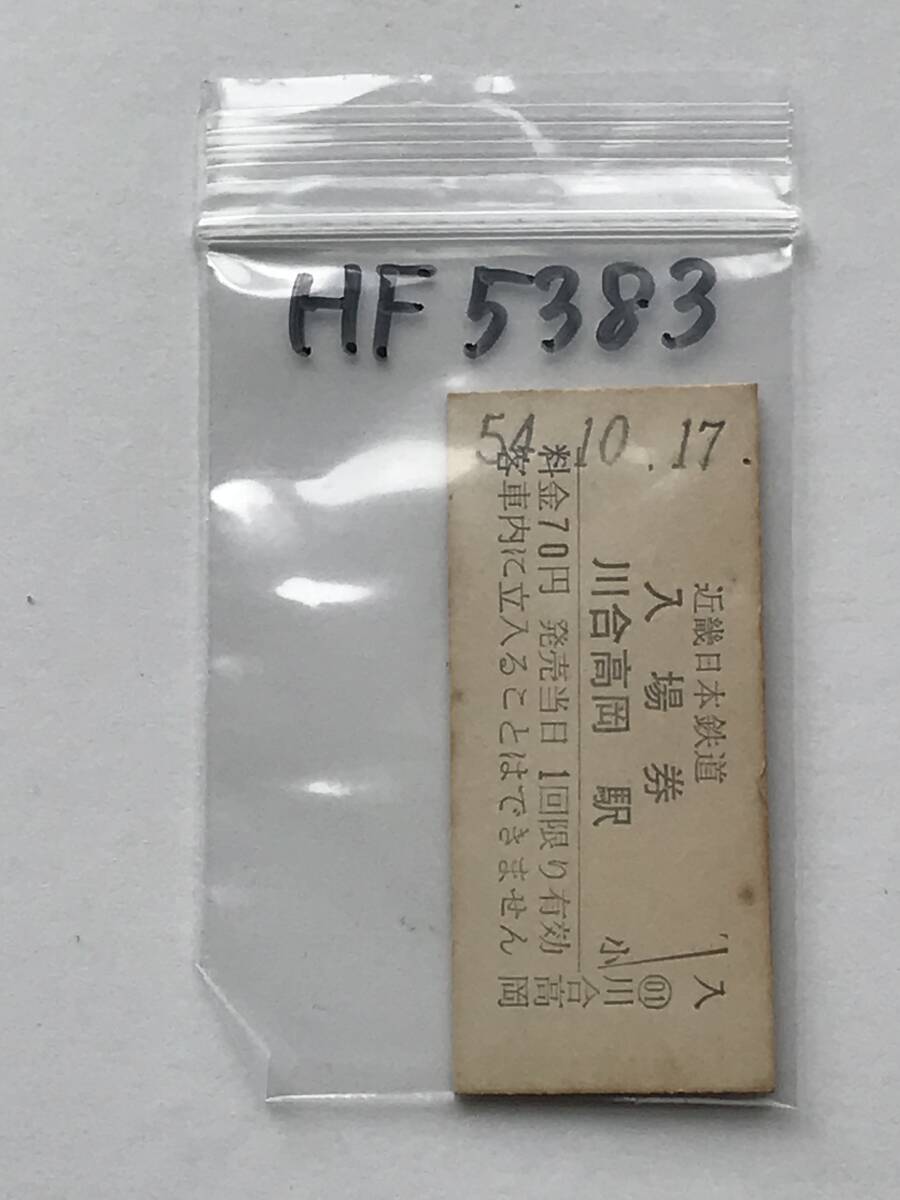 HF 5383
54.10.17.
近畿日本鉄道
入場券
川合高岡駅
料金70円 発売当日1回限り有効
客車内に立入ることはできません
入
小
01
川合高岡